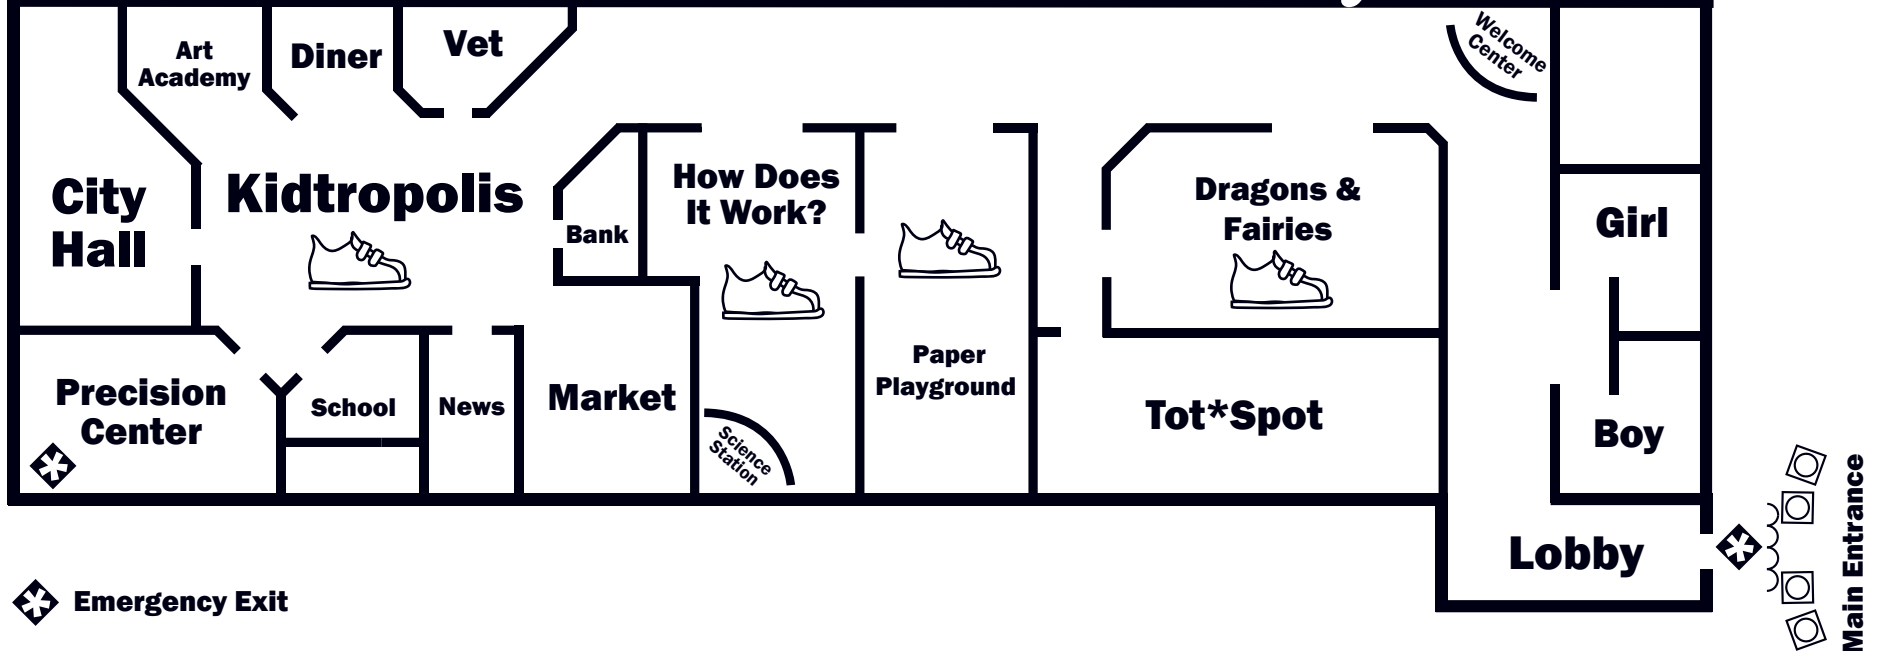 Art
Academy
Diner
Vet
Welcome
Center
City
Hall
Kidtropolis
Bank
How Does
It Work?
Dragons &
Fairies
Girl
Precision
Center
School
News
Market
Science
Station
Paper
Playground
Tot*Spot
Boy
Lobby
Main Entrance
Emergency Exit